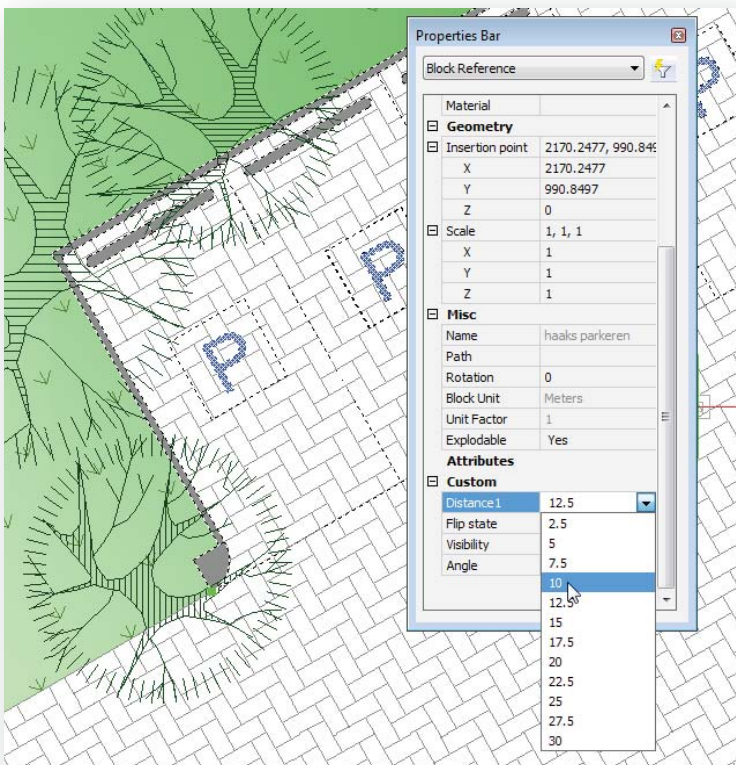 Properties Bar
Block Reference
Material
Geometry
Insertion point 2170.2477, 990.849
X 2170.2477
Y 990.8497
Z 0
Scale 1, 1, 1
X 1
Y 1
Z 1
Misc
Name haaks parkeren
Path
Rotation 0
Block Unit Meters
Unit Factor 1
Explodable Yes
Attributes
Custom
Distance1 12.5
Flip state 2.5
Visibility 5
Angle 7.5
10
12.5
15
17.5
20
22.5
25
27.5
30
P
P
P